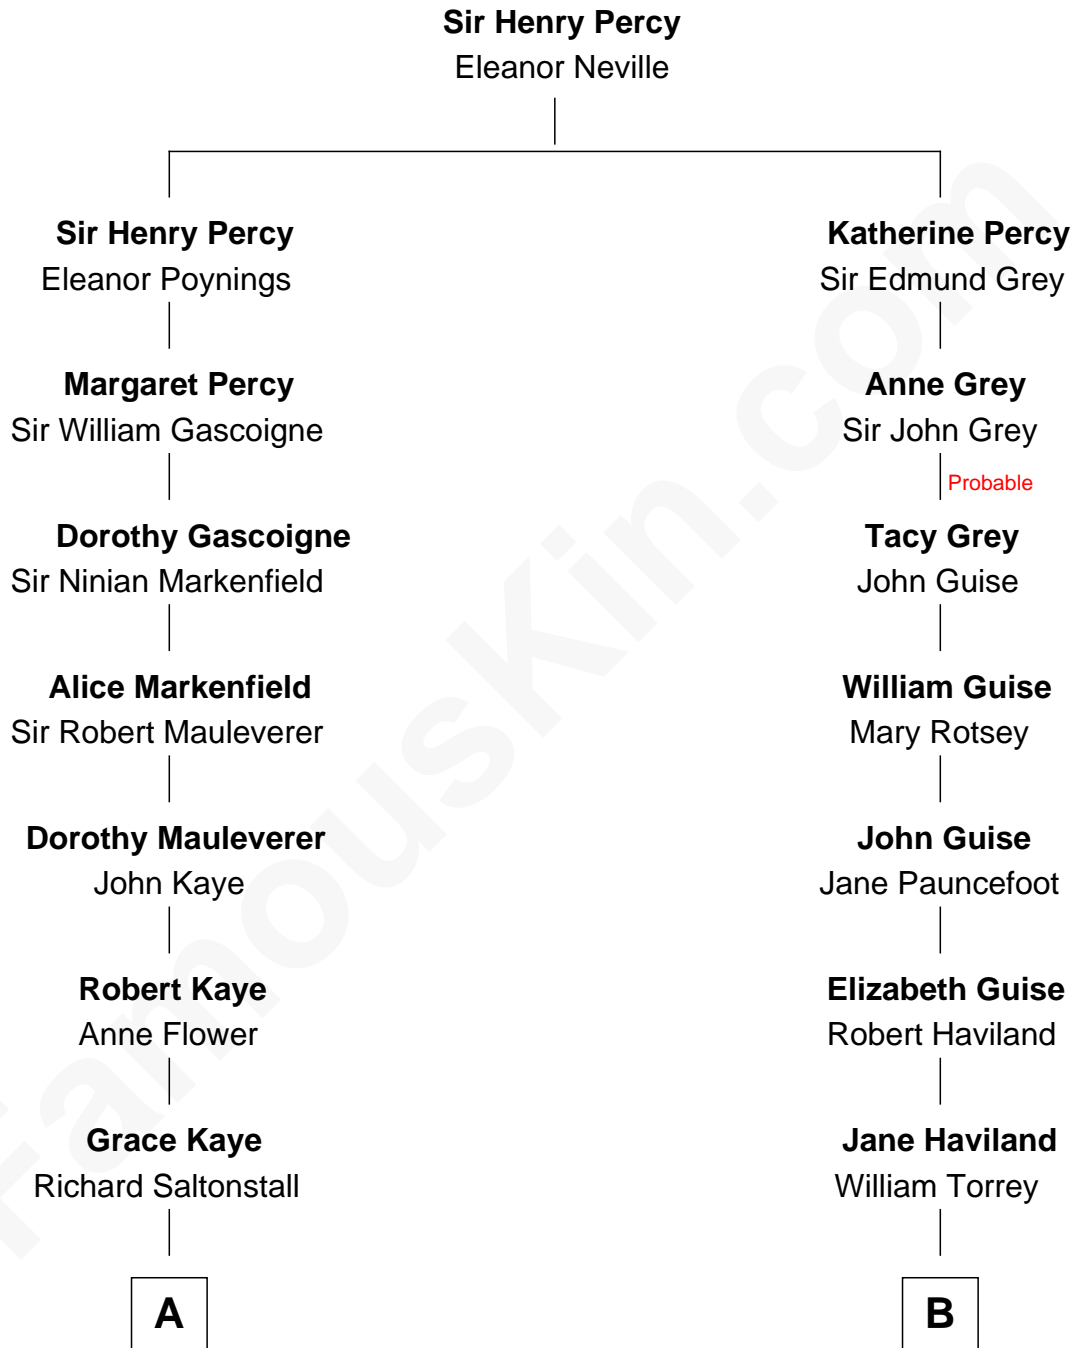 Sir Henry Percy
Eleanor Neville
Sir Henry Percy
Eleanor Poynings
Katherine Percy
Sir Edmund Grey
Margaret Percy
Sir William Gascoigne
Anne Grey
Sir John Grey
Probable
Dorothy Gascoigne
Sir Ninian Markenfield
Tacy Grey
John Guise
Alice Markenfield
Sir Robert Mauleverer
William Guise
Mary Rotsey
Dorothy Mauleverer
John Kaye
John Guise
Jane Pauncefoot
Robert Kaye
Anne Flower
Elizabeth Guise
Robert Haviland
Grace Kaye
Richard Saltonstall
Jane Haviland
William Torrey
A
B
FamousKin.com